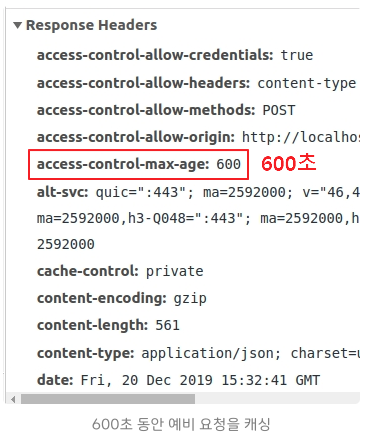 Response Headers
access-control-allow-credentials: true
access-control-allow-headers: content-type
access-control-allow-methods: POST
access-control-allow-origin: http://localho
access-control-max-age: 600 600초
alt-svc: quic=":443"; ma=2592000; v="46,4
ma=2592000,h3-Q048=":443"; ma=2592000,h
2592000
cache-control: private
content-encoding: gzip
content-length: 561
content-type: application/json; charset=u
date: Fri, 20 Dec 2019 15:32:41 GMT
600초 동안 예비 요청을 캐싱